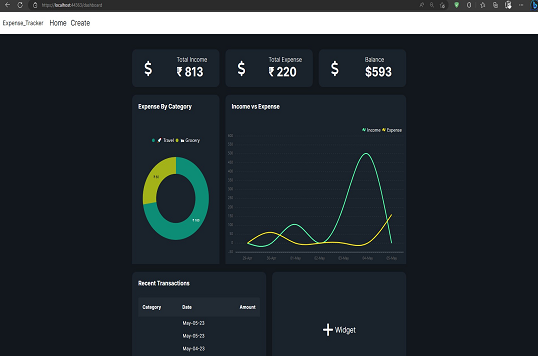 https://localhost:44363/dashboard
Expense_Tracker Home Create
Total Income
₹ 813
Total Expense
₹ 220
Balance
$593
Expense By Category
Travel Grocery
Income vs Expense
Income Expense
Recent Transactions
Category Date Amount
May-05-23
May-05-23
May-04-23
Widget